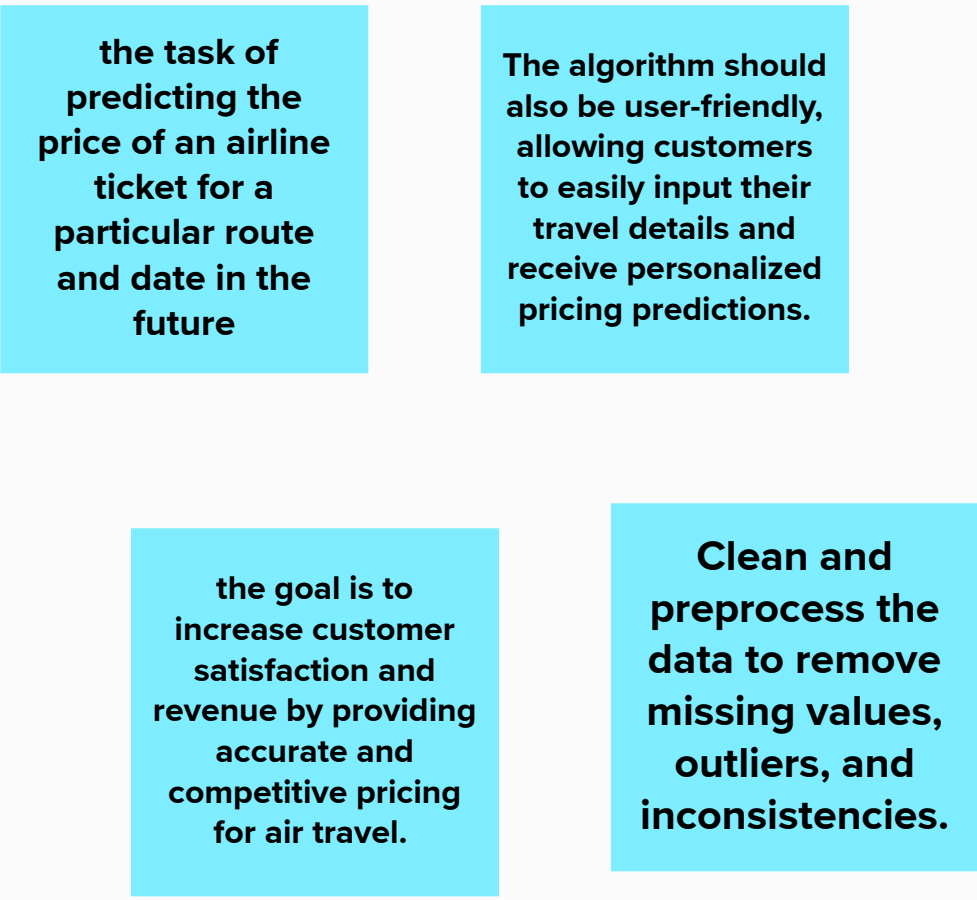 the task of
predicting the
price of an airline
ticket for a
particular route
and date in the
future
The algorithm should
also be user-friendly,
allowing customers
to easily input their
travel details and
receive personalized
pricing predictions.
the goal is to
increase customer
satisfaction and
revenue by providing
accurate and
competitive pricing
for air travel.
Clean and
preprocess the
data to remove
missing values,
outliers, and
inconsistencies.